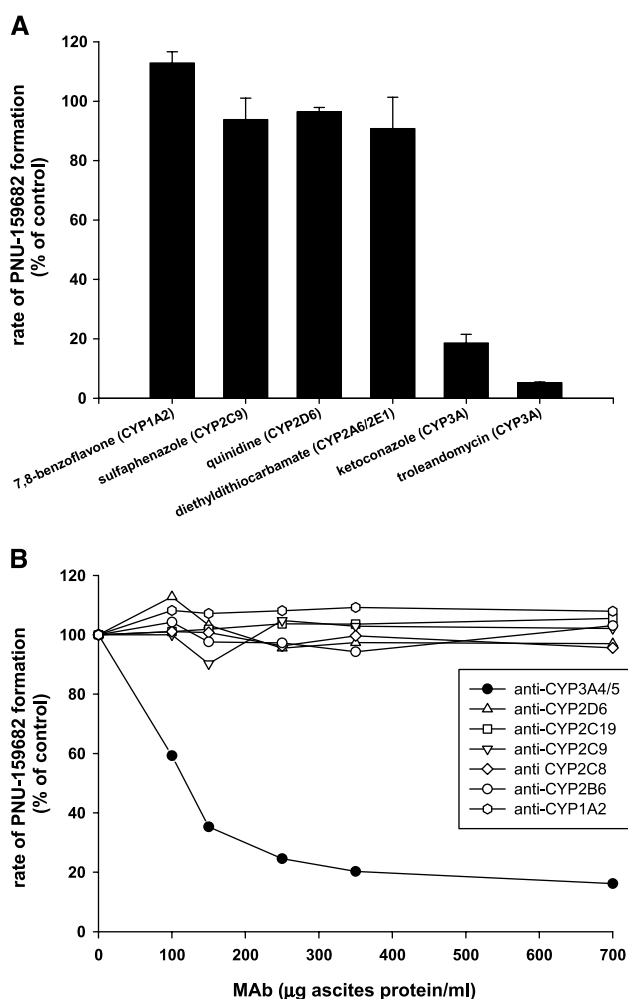 A
rate of PNU-159682 formation
(% of control)
120
100
80
60
40
20
0
7,8-benzoflavone (CYP1A2)
sulfaphenazole (CYP2C9)
quinidine (CYP2D6)
diethyldithiocarbamate (CYP2A6/2E1)
ketoconazole (CYP3A)
troleandomycin (CYP3A)
B
rate of PNU-159682 formation
(% of control)
120
100
80
60
40
20
0
anti-CYP3A4/5
anti-CYP2D6
anti-CYP2C19
anti-CYP2C9
anti CYP2C8
anti-CYP2B6
anti-CYP1A2
0 100 200 300 400 500 600 700
MAb (μg ascites protein/ml)